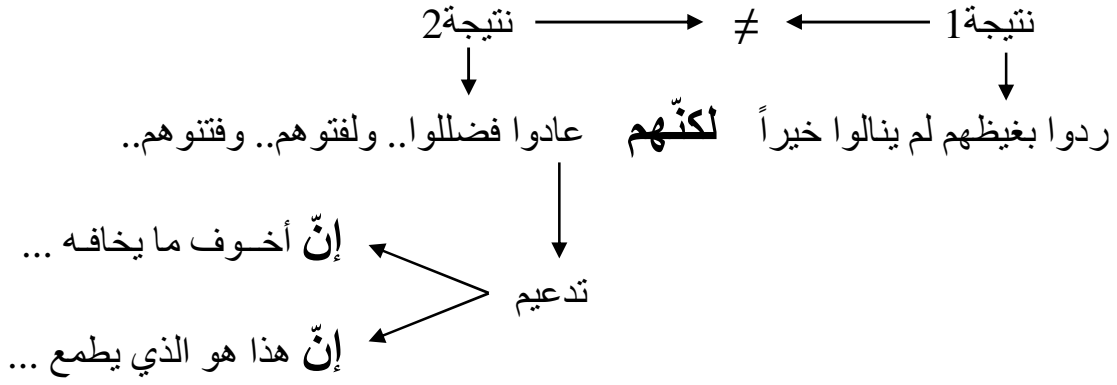 نتيجة1 ≠ نتيجة2
ردوا بغيظهم لم ينالوا خيراً لكنّهم عادوا فضللوا.. ولفتوهم.. وفتنوهم..
إنّ أخــوف ما يخافـه ...
تدعيم
إنّ هذا هو الذي يطمع ...